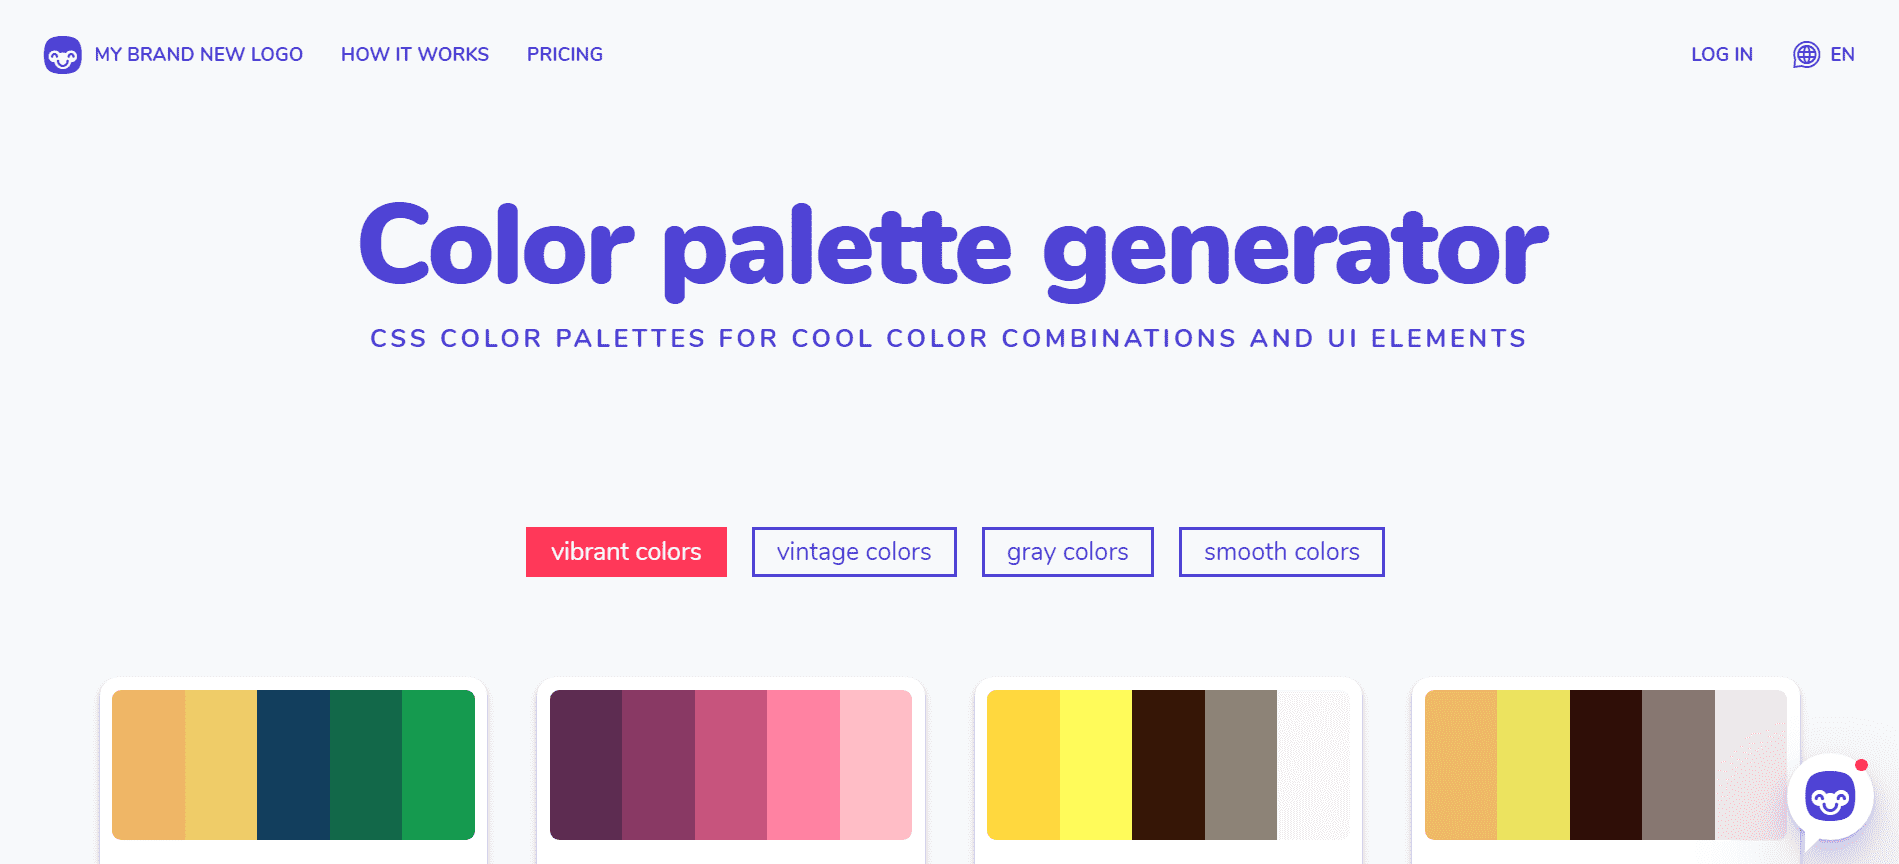 MY BRAND NEW LOGO HOW IT WORKS PRICING LOG IN EN
Color palette generator
CSS COLOR PALETTES FOR COOL COLOR COMBINATIONS AND UI ELEMENTS
vibrant colors vintage colors gray colors smooth colors